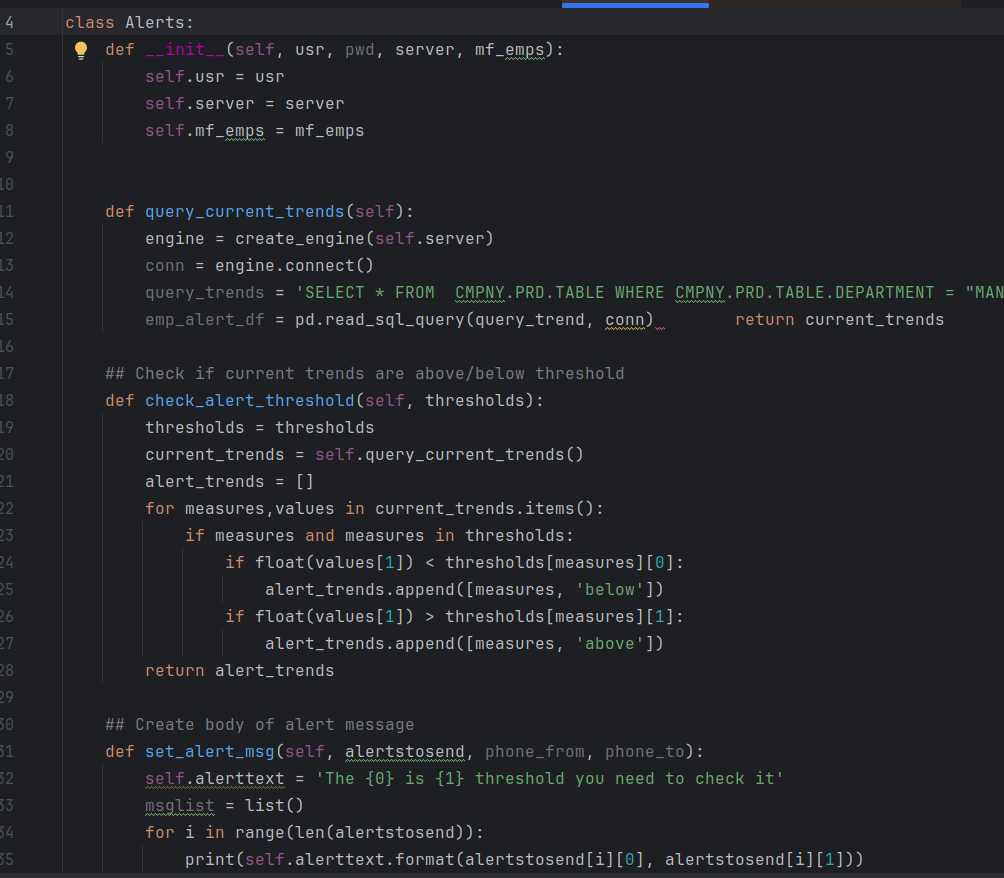 4 class Alerts:
5 def __init__(self, usr, pwd, server, mf_emps):
6 self.usr = usr
7 self.server = server
8 self.mf_emps = mf_emps
9
10
11 def query_current_trends(self):
12 engine = create_engine(self.server)
13 conn = engine.connect()
14 query_trends = 'SELECT * FROM  CMPNY.PRD.TABLE WHERE CMPNY.PRD.TABLE.DEPARTMENT = "MAN
15 emp_alert_df = pd.read_sql_query(query_trend, conn)        return current_trends
16
17 ## Check if current trends are above/below threshold
18 def check_alert_threshold(self, thresholds):
19 thresholds = thresholds
20 current_trends = self.query_current_trends()
21 alert_trends = []
22 for measures,values in current_trends.items():
23 if measures and measures in thresholds:
24 if float(values[1]) < thresholds[measures][0]:
25 alert_trends.append([measures, 'below'])
26 if float(values[1]) > thresholds[measures][1]:
27 alert_trends.append([measures, 'above'])
28 return alert_trends
29
30 ## Create body of alert message
31 def set_alert_msg(self, alertstosend, phone_from, phone_to):
32 self.alerttext = 'The {0} is {1} threshold you need to check it'
33 msglist = list()
34 for i in range(len(alertstosend)):
35 print(self.alerttext.format(alertstosend[i][0], alertstosend[i][1]))